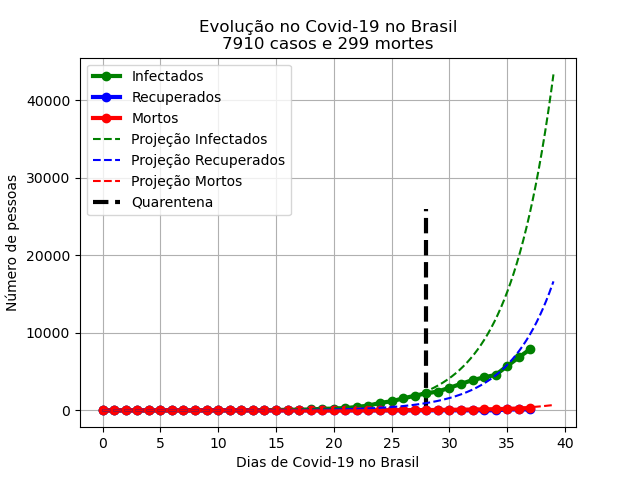 Evolução no Covid-19 no Brasil
7910 casos e 299 mortes
Infectados
Recuperados
Mortos
Projeção Infectados
Projeção Recuperados
Projeção Mortos
Quarentena
Número de pessoas
40000
30000
20000
10000
0
0 5 10 15 20 25 30 35 40
Dias de Covid-19 no Brasil